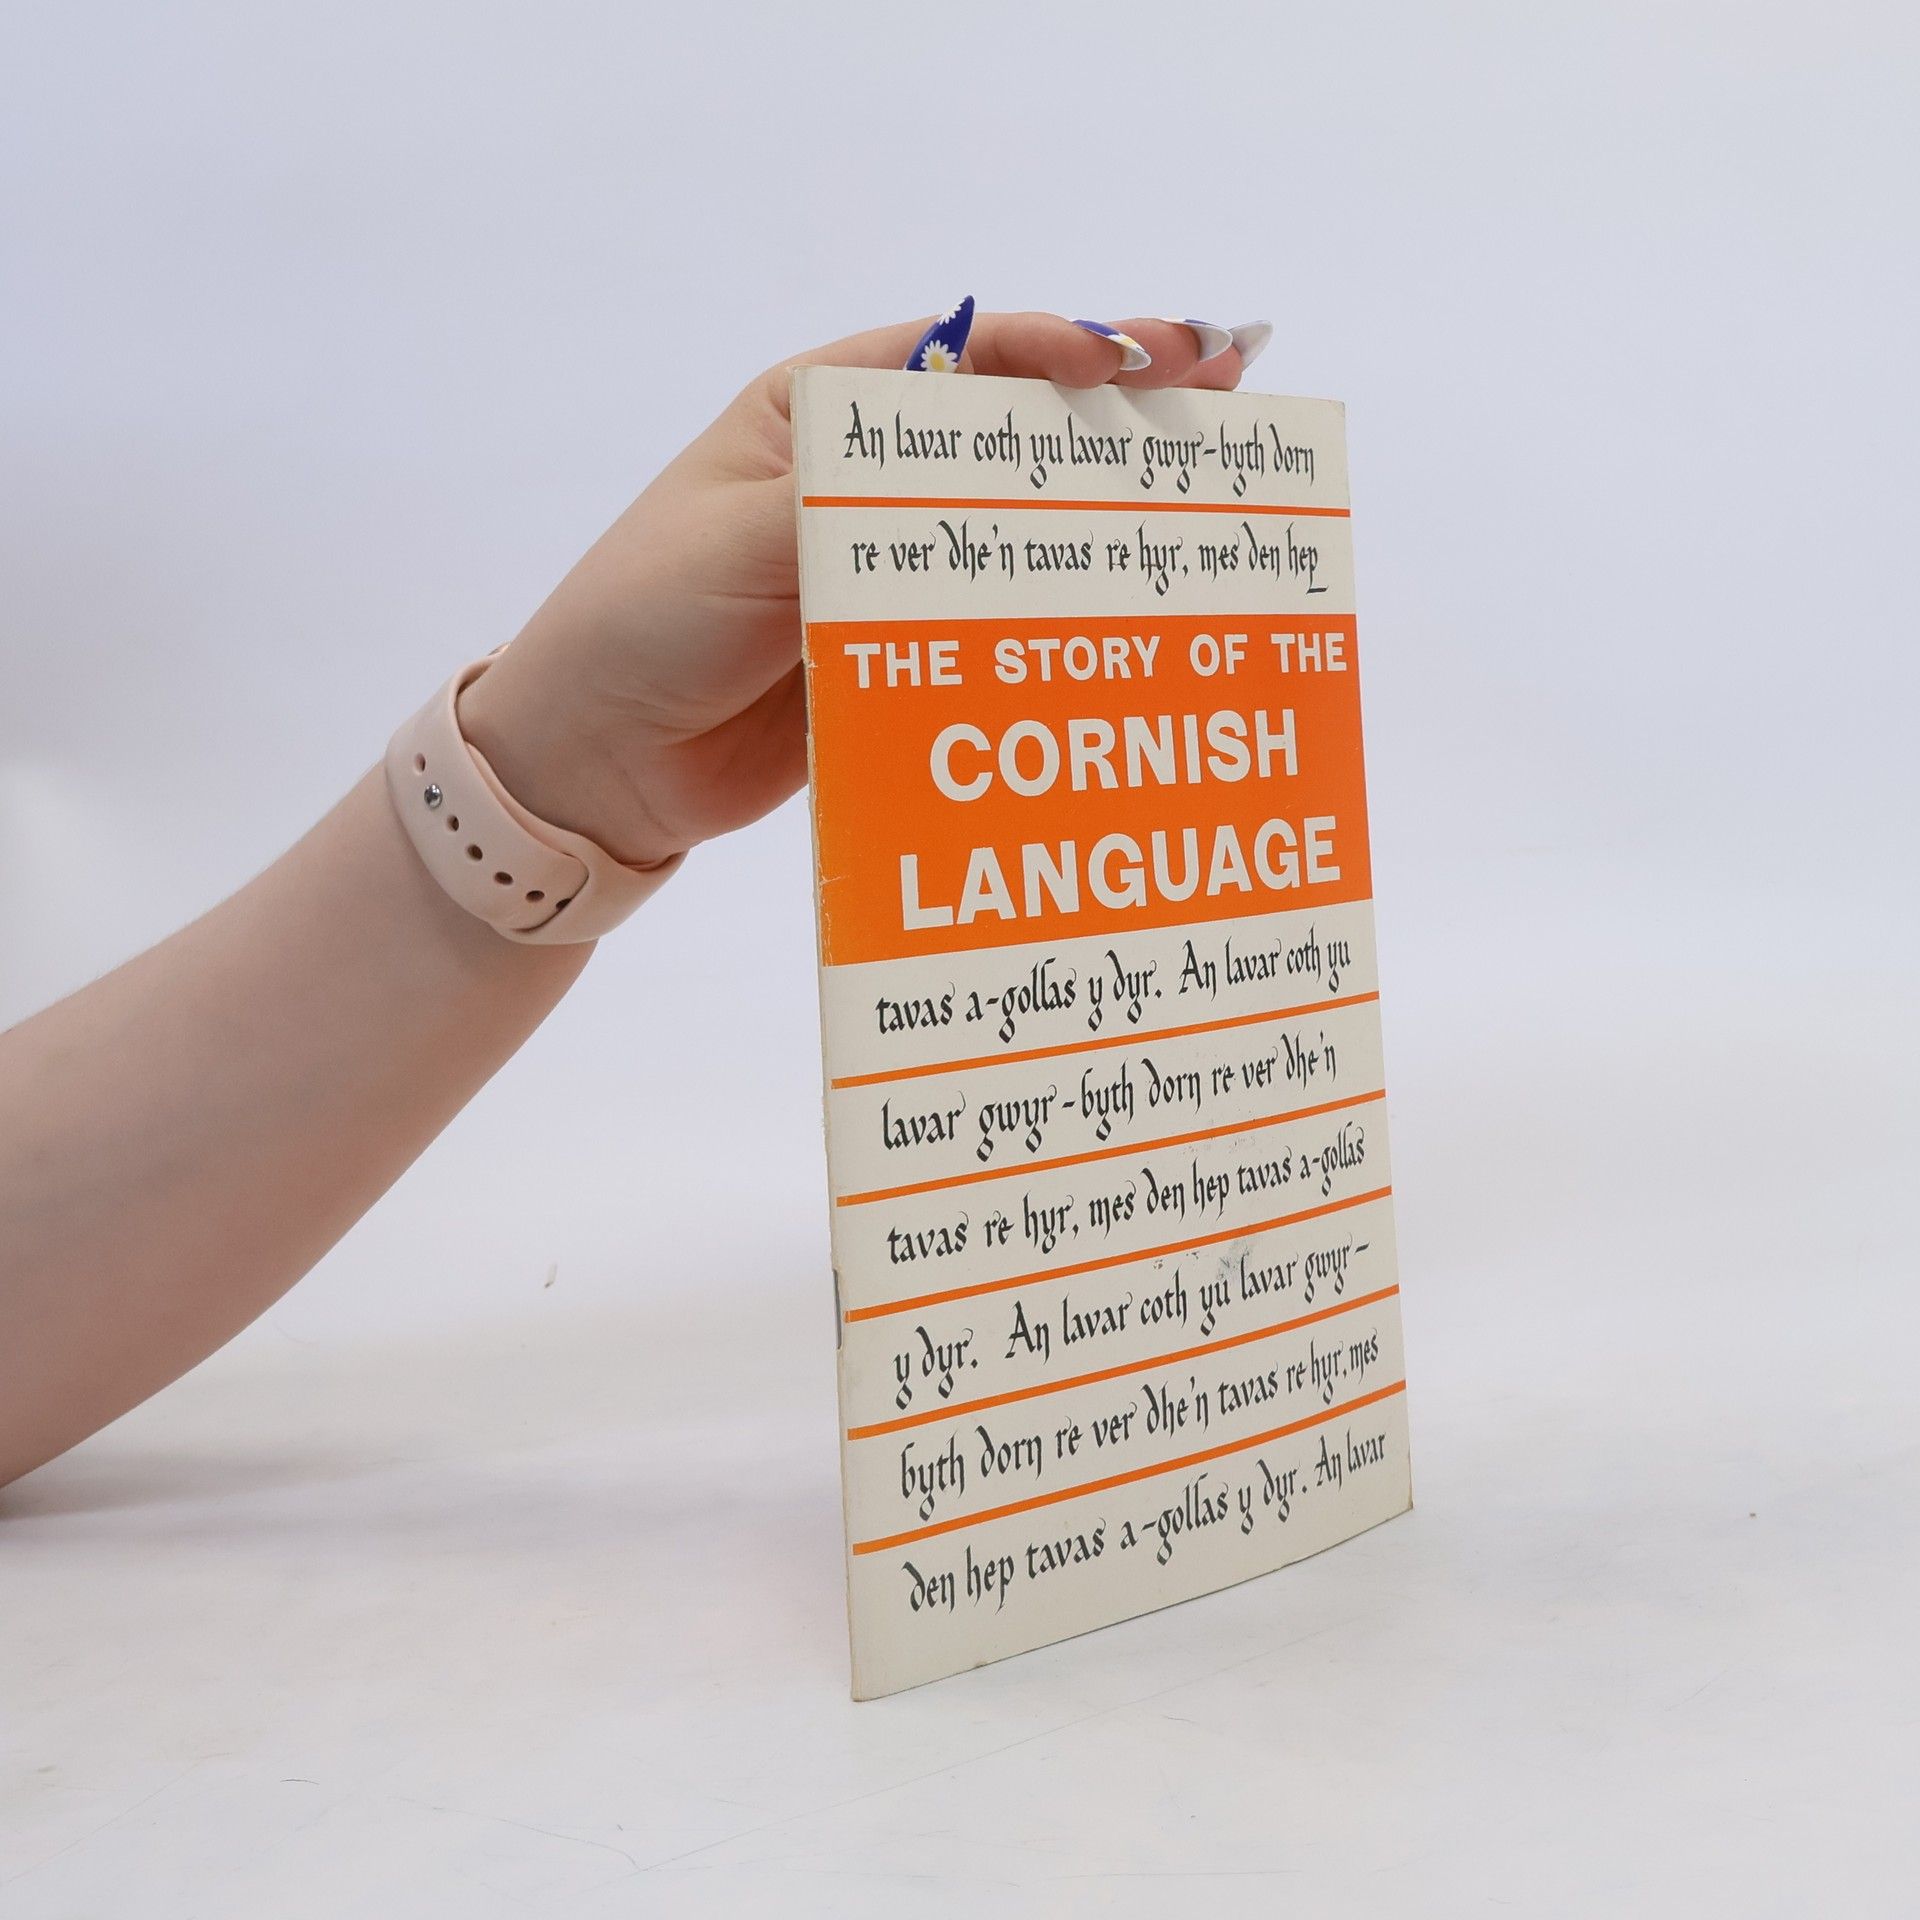 An lavar coth yu lavar gwyr-byth dorn
re ver dhe'n tavas re hyr, mes den hep
THE STORY OF THE
CORNISH
LANGUAGE
tavas a-gollas y dyr. An lavar coth yu
lavar gwyr-byth dorn re ver dhe'n
tavas re hyr, mes den hep tavas a-gollas
y dyr. An lavar coth yu lavar gwyr-
byth dorn re ver dhe'n tavas re hyr, mes
den hep tavas a-gollas y dyr. An lavar